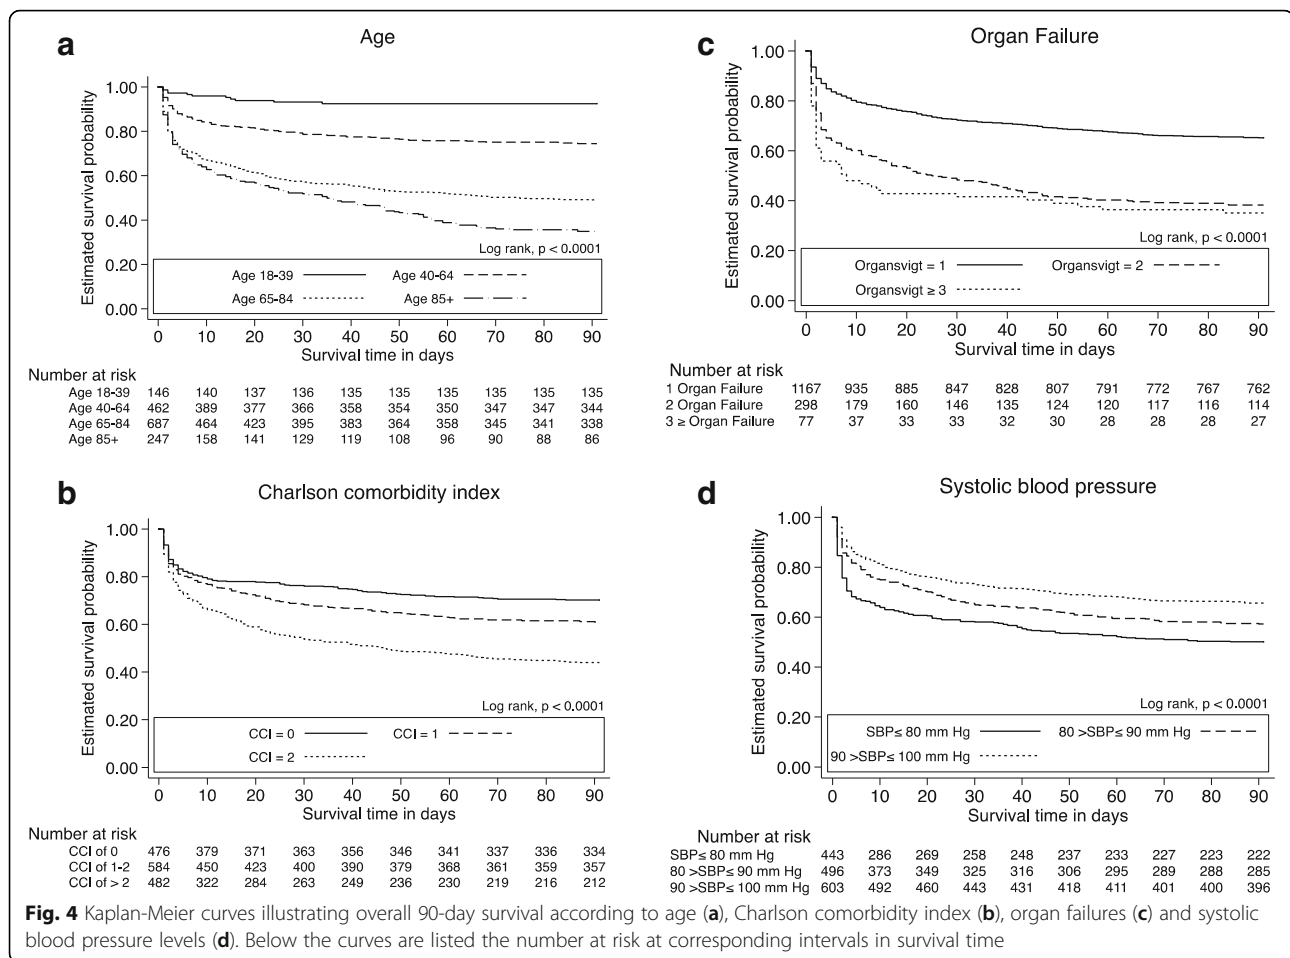 a
Age
Estimated survival probability
1.00
0.80
0.60
0.40
0.20
0.00
Log rank, p < 0.0001
Age 18-39
Age 40-64
Age 65-84
Age 85+
0 10 20 30 40 50 60 70 80 90
Survival time in days
Number at risk
Age 18-39 146 140 137 136 135 135 135 135 135 135
Age 40-64 462 389 377 366 358 354 350 347 347 344
Age 65-84 687 464 423 395 383 364 358 345 341 338
Age 85+ 247 158 141 129 119 108 96 90 88 86
c
Organ Failure
Estimated survival probability
1.00
0.80
0.60
0.40
0.20
0.00
Log rank, p < 0.0001
Organsvigt = 1
Organsvigt = 2
Organsvigt ≥ 3
0 10 20 30 40 50 60 70 80 90
Survival time in days
Number at risk
1 Organ Failure 1167 935 885 847 828 807 791 772 767 762
2 Organ Failure 298 179 160 146 135 124 120 117 116 114
3 ≥ Organ Failure 77 37 33 33 32 30 28 28 28 27
b
Charlson comorbidity index
Estimated survival probability
1.00
0.80
0.60
0.40
0.20
0.00
Log rank, p < 0.0001
CCI = 0
CCI = 1
CCI = 2
0 10 20 30 40 50 60 70 80 90
Survival time in days
Number at risk
CCI of 0 476 379 371 363 356 346 341 337 336 334
CCI of 1-2 584 450 423 400 390 379 368 361 359 357
CCI of > 2 482 322 284 263 249 236 230 219 216 212
d
Systolic blood pressure
Estimated survival probability
1.00
0.80
0.60
0.40
0.20
0.00
Log rank, p < 0.0001
SBP≤ 80 mm Hg
80 >SBP≤ 90 mm Hg
90 >SBP≤ 100 mm Hg
0 10 20 30 40 50 60 70 80 90
Survival time in days
Number at risk
SBP≤ 80 mm Hg 443 286 269 258 248 237 233 227 223 222
80 >SBP≤ 90 mm Hg 496 373 349 325 316 306 295 289 288 285
90 >SBP≤ 100 mm Hg 603 492 460 443 431 418 411 401 400 396
Fig. 4 Kaplan-Meier curves illustrating overall 90-day survival according to age (a), Charlson comorbidity index (b), organ failures (c) and systolic
blood pressure levels (d). Below the curves are listed the number at risk at corresponding intervals in survival time